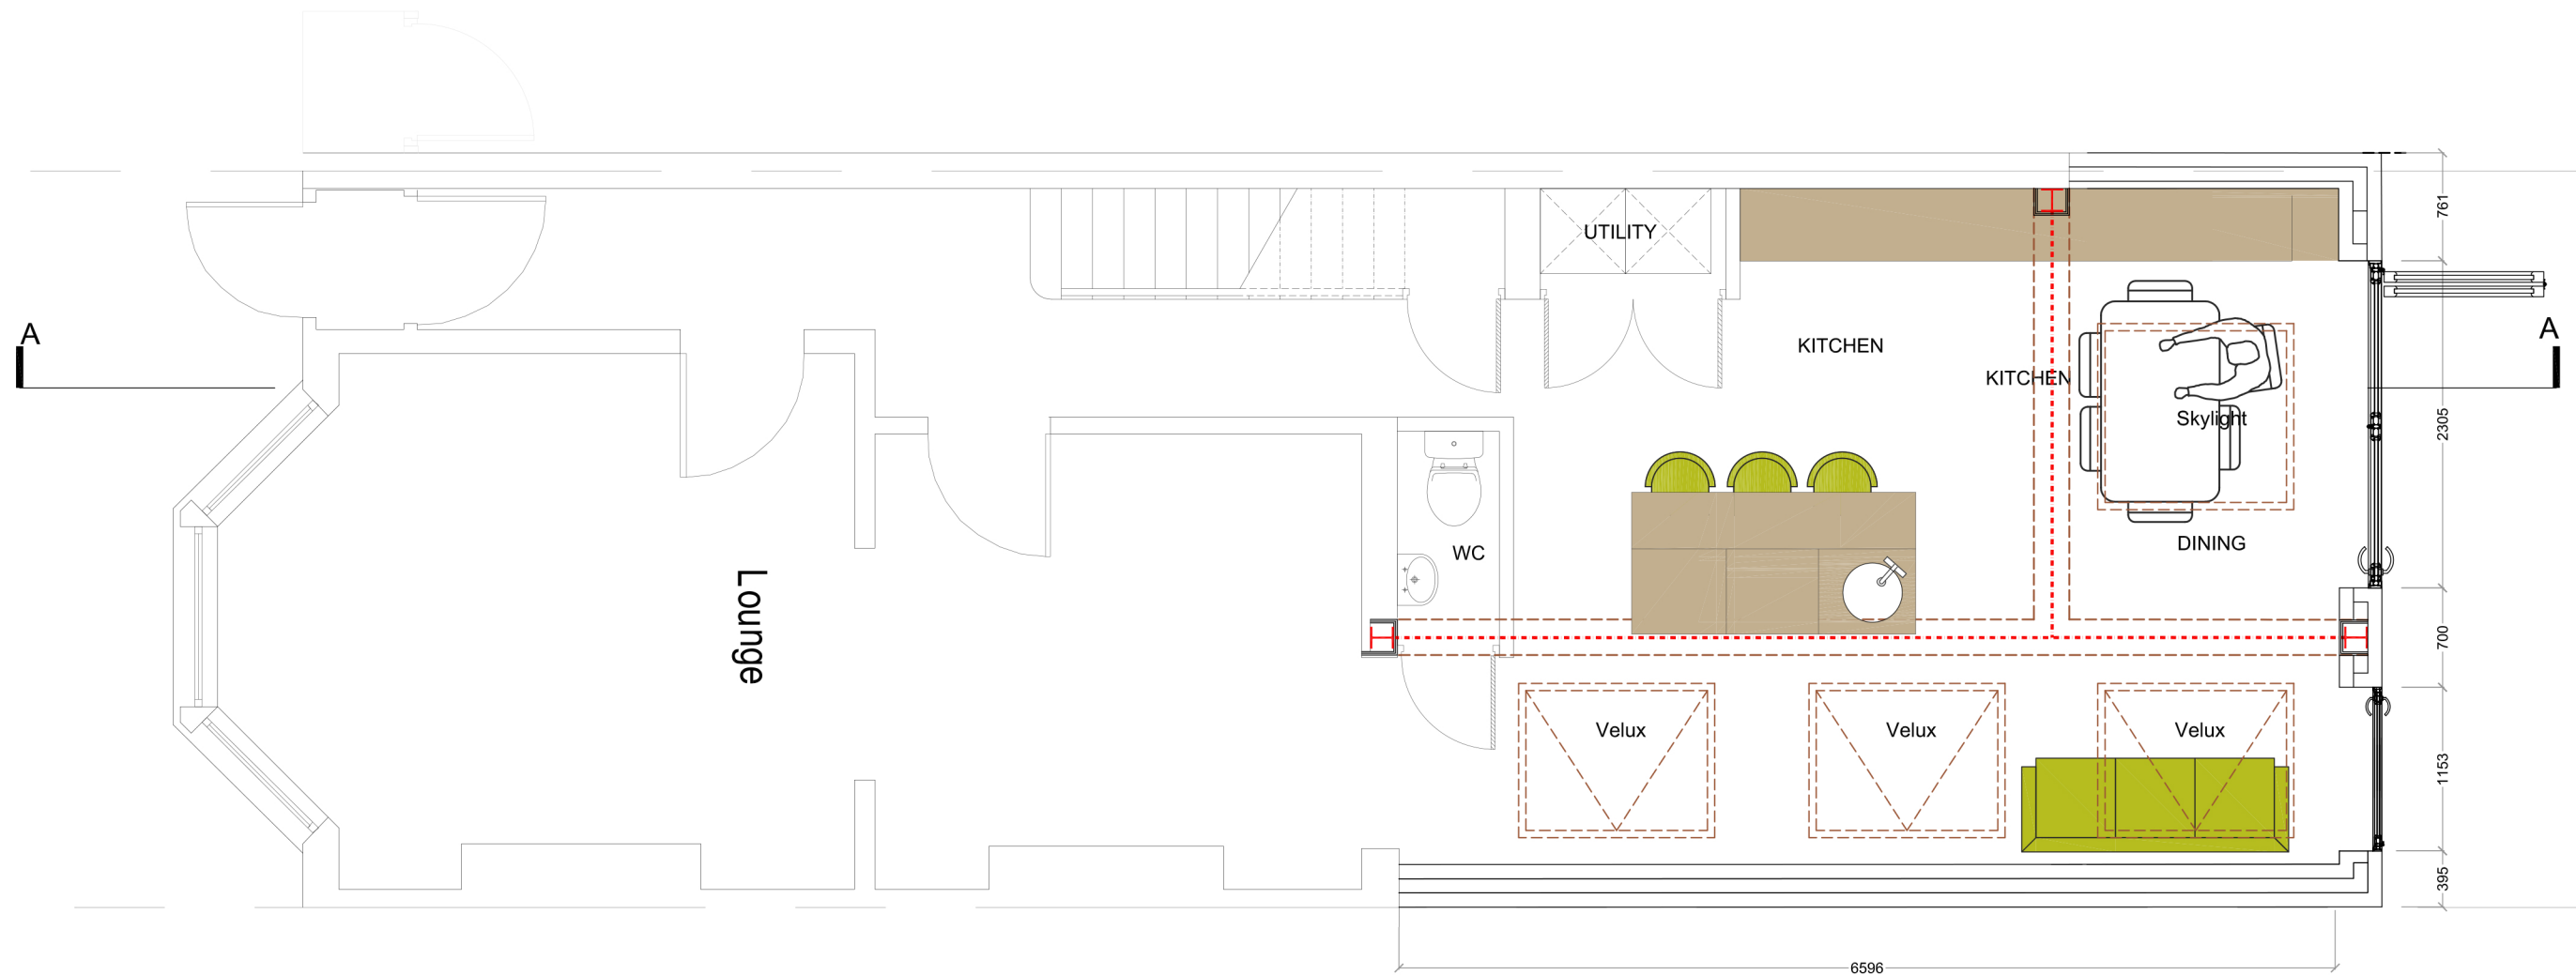 761
UTILITY
A
A
KITCHEN
KITCHEN
Skylight
2305
DINING
WC
Lounge
700
Velux
Velux
Velux
1153
395
6596